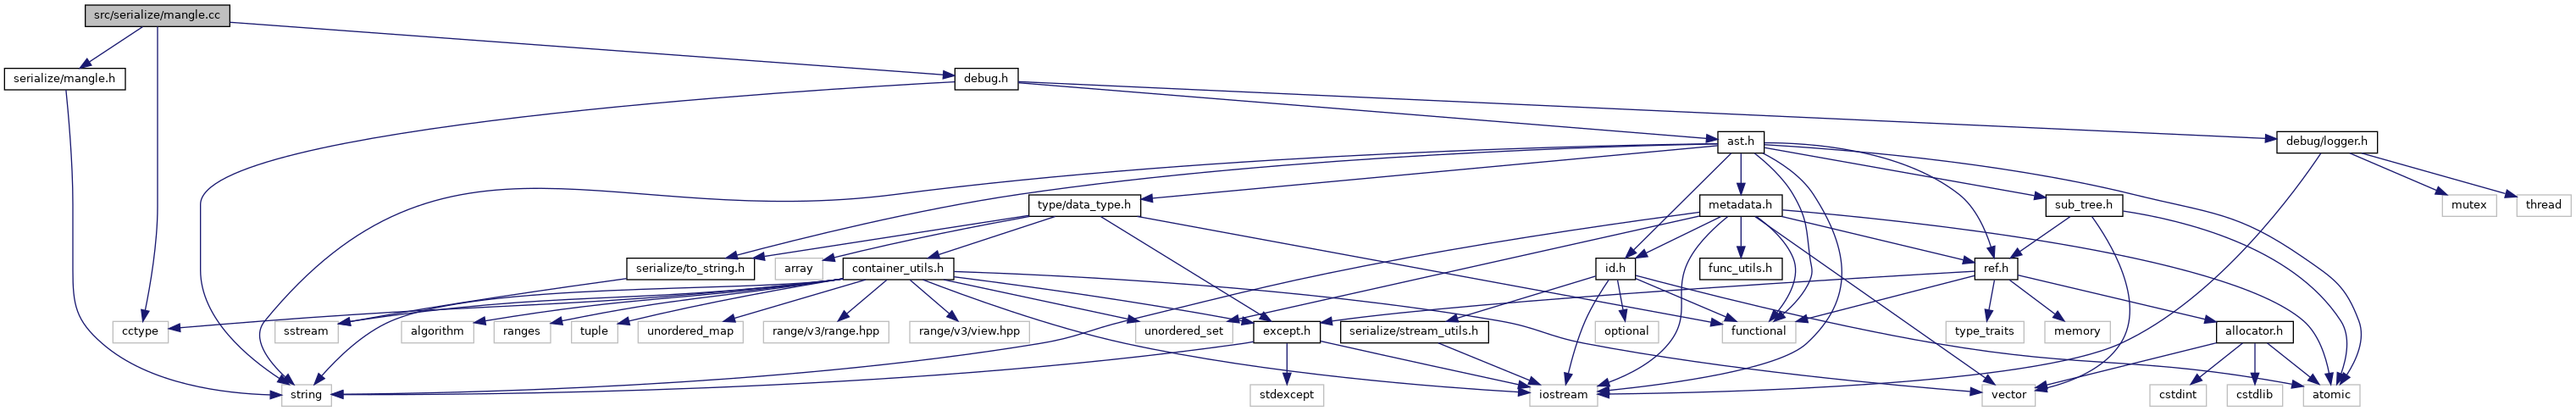 src/serialize/mangle.cc
serialize/mangle.h
debug.h
ast.h
debug/logger.h
type/data_type.h
metadata.h
sub_tree.h
mutex
thread
serialize/to_string.h
array
container_utils.h
id.h
func_utils.h
ref.h
cctype
sstream
algorithm
ranges
tuple
unordered_map
range/v3/range.hpp
range/v3/view.hpp
unordered_set
except.h
serialize/stream_utils.h
optional
functional
type_traits
memory
allocator.h
string
stdexcept
iostream
vector
cstdint
cstdlib
atomic